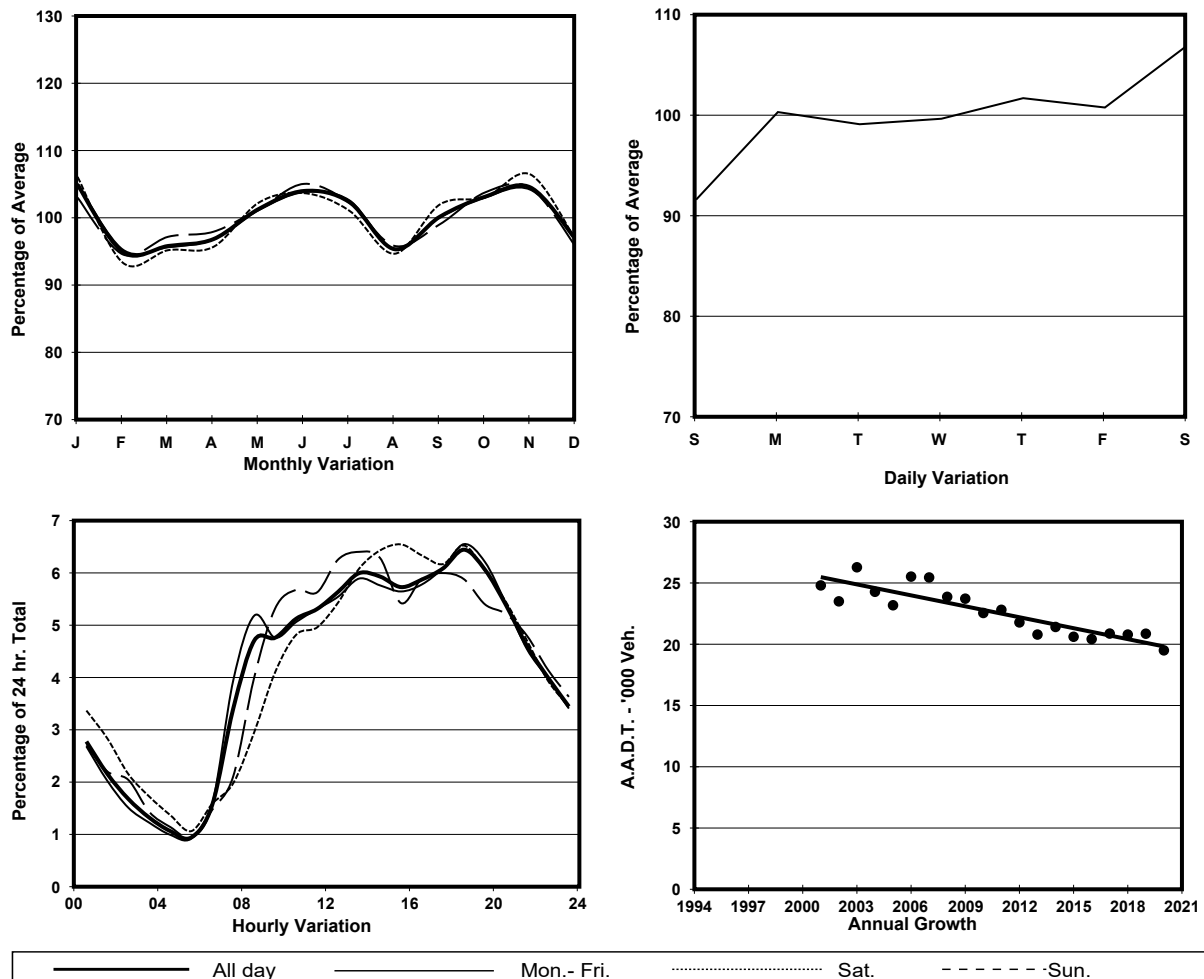 130
120
110
100
90
80
70
Percentage of Average
J F M A M J J A S O N D
Monthly Variation
110
100
90
80
70
Percentage of Average
S M T W T F S
Daily Variation
7
6
5
4
3
2
1
0
Percentage of 24 hr. Total
00 04 08 12 16 20 24
Hourly Variation
30
25
20
15
10
5
0
A.A.D.T. - '000 Veh.
1994 1997 2000 2003 2006 2009 2012 2015 2018 2021
Annual Growth
All day Mon.- Fri. Sat. Sun.